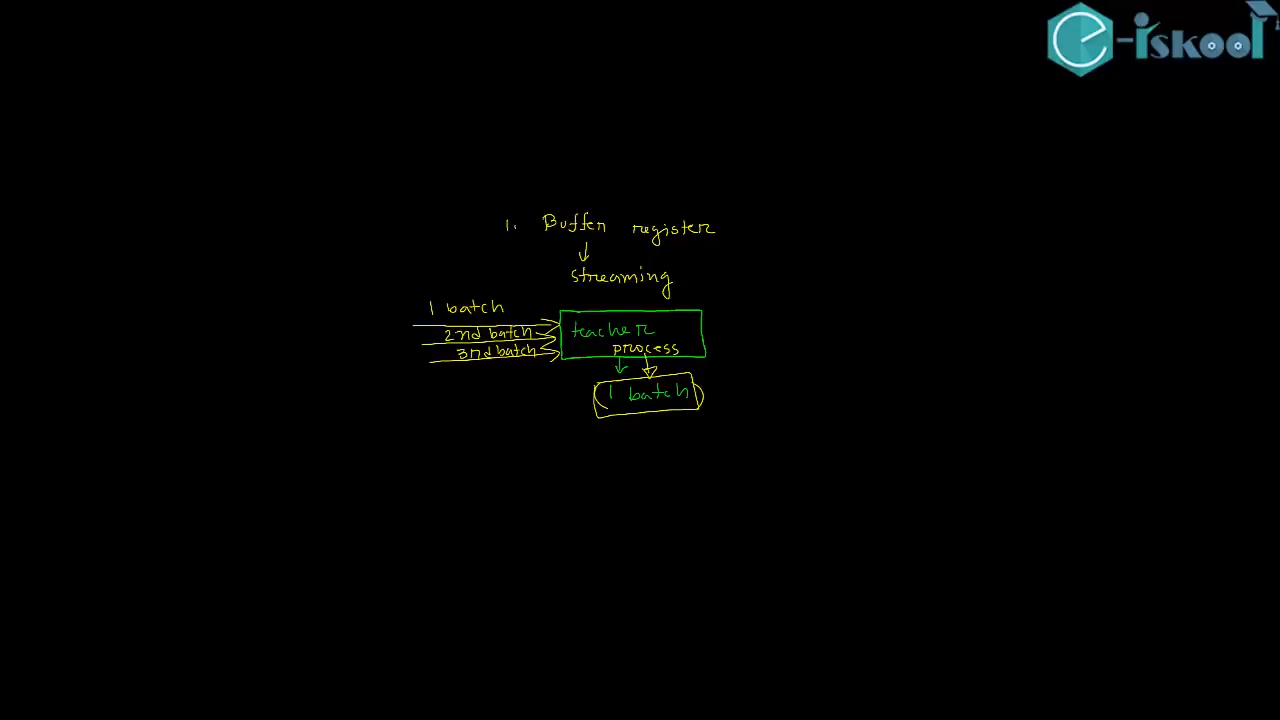 e-iskool
1. Buffer register
streaming
1 batch
2nd batch
3rd batch
teacher
process
1 batch